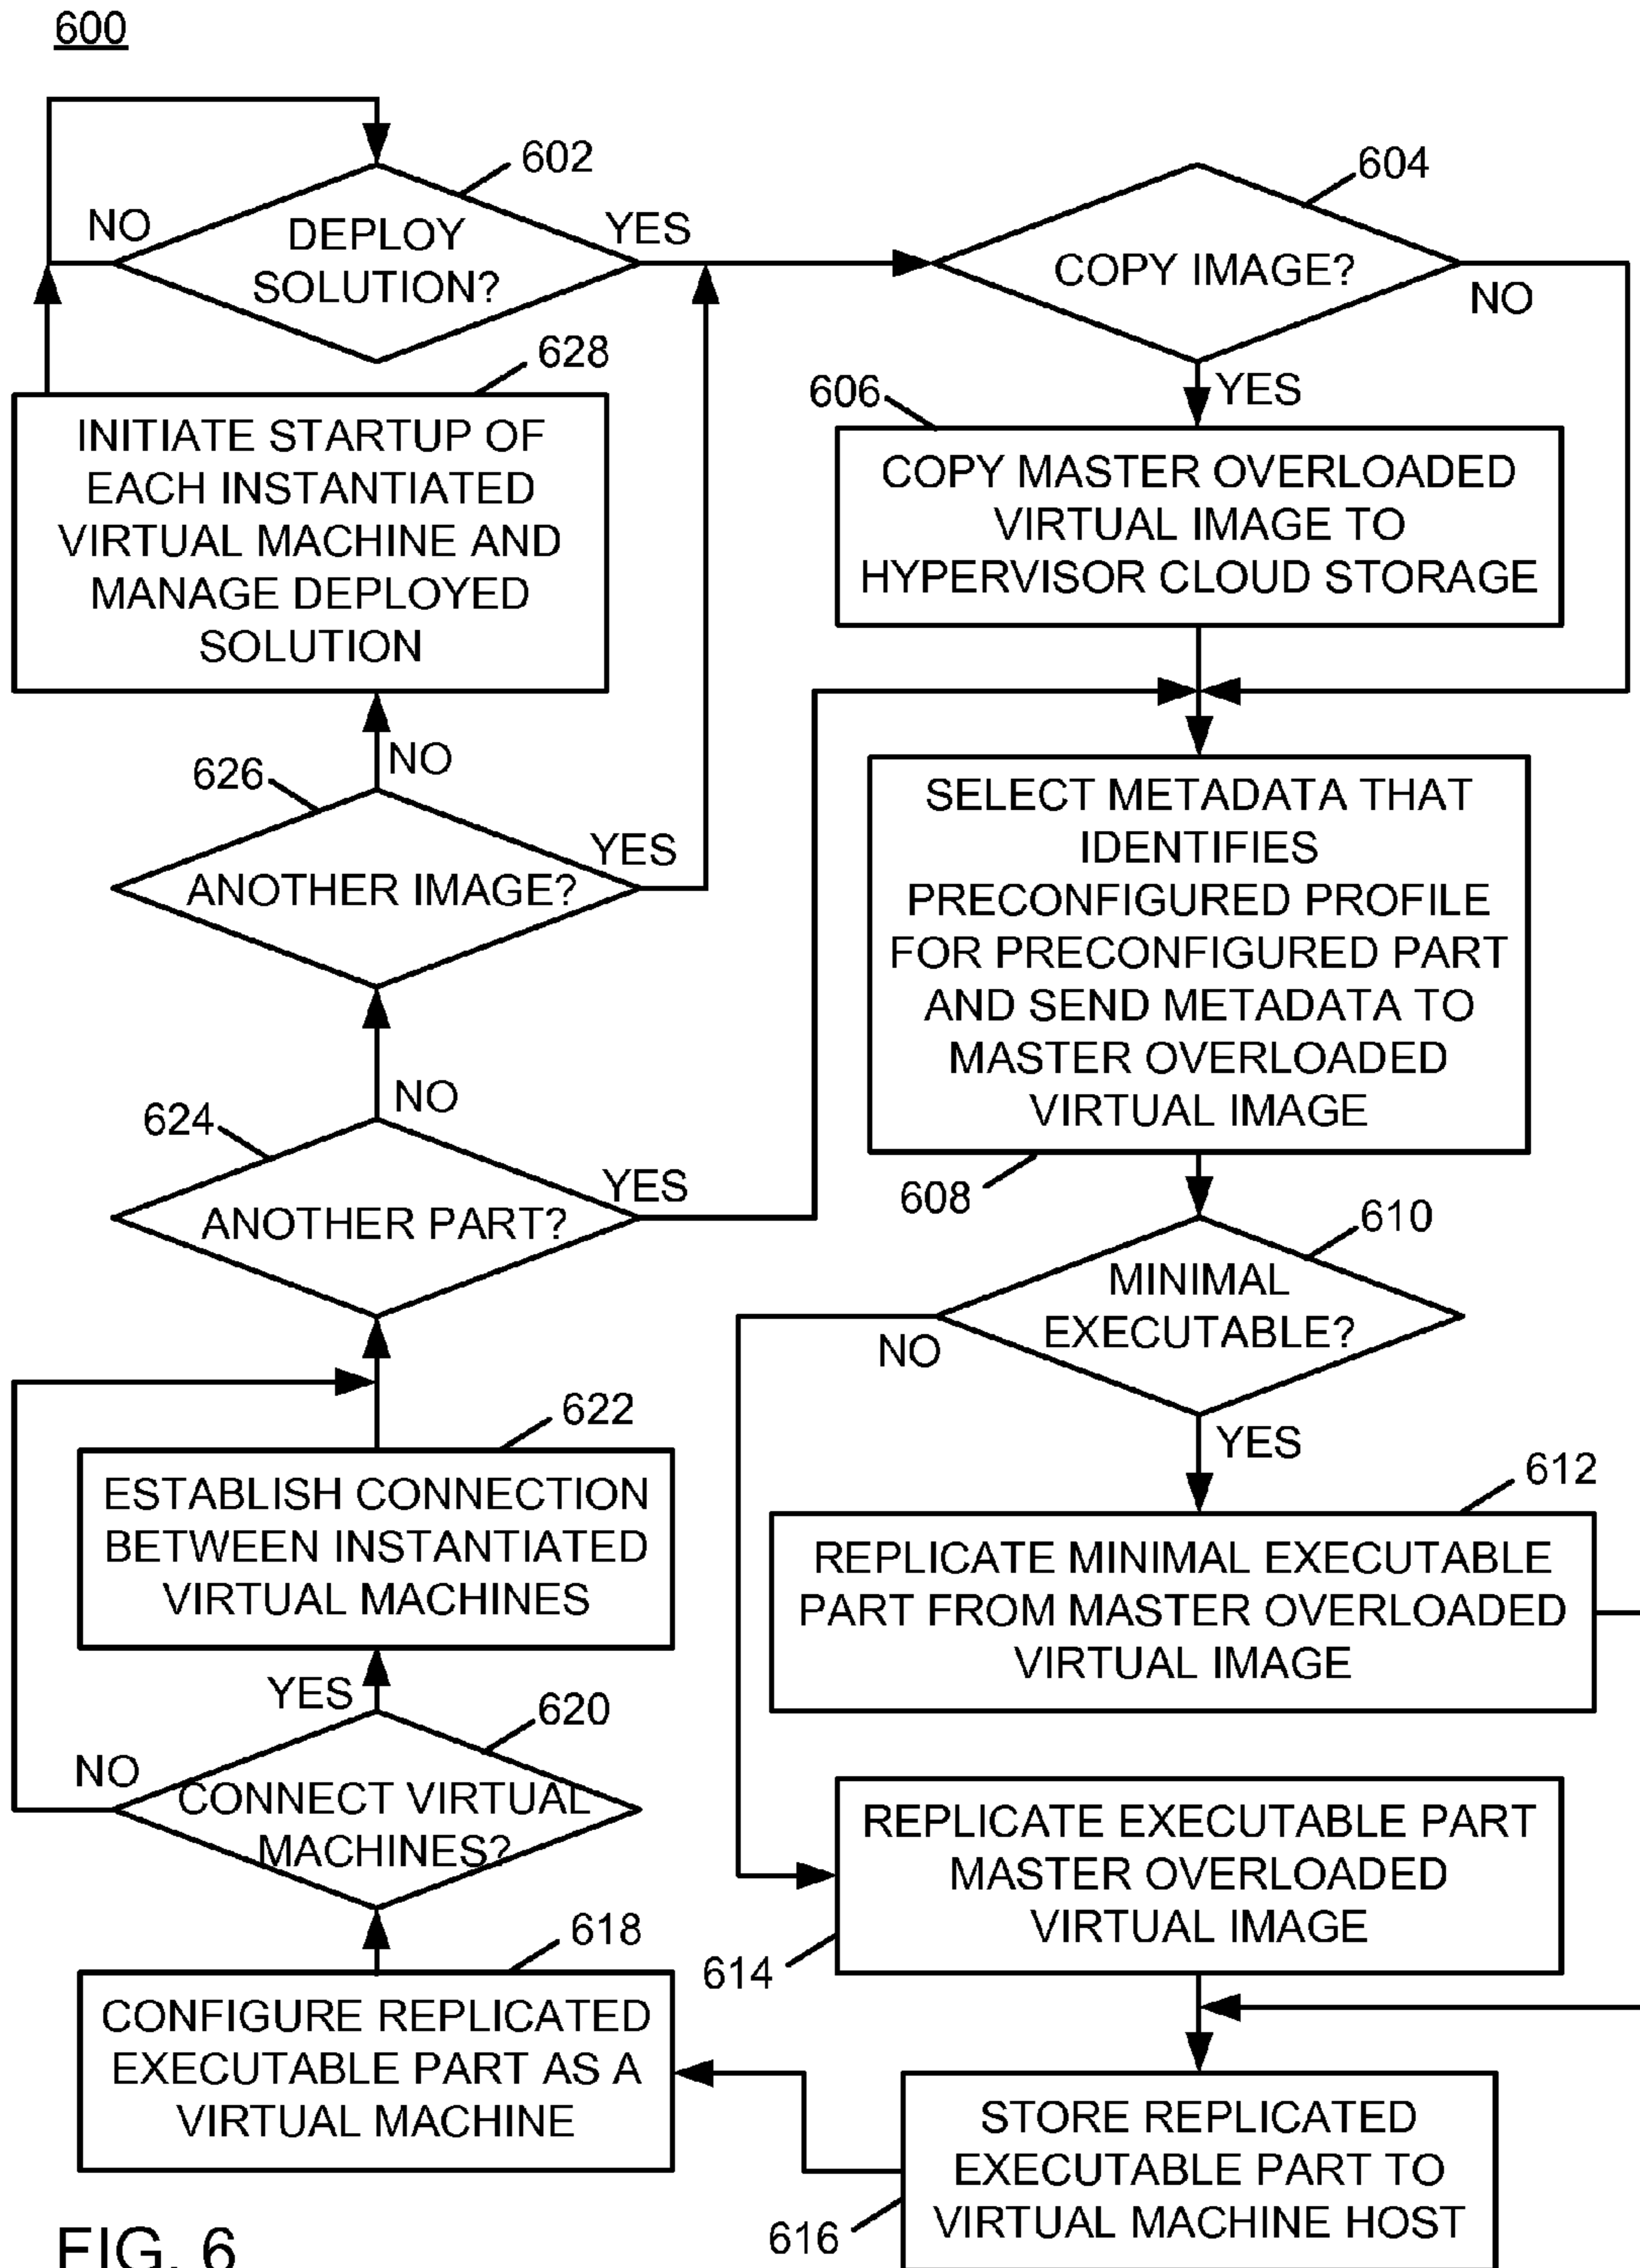 600
602
NO
DEPLOY
SOLUTION?
YES
604
COPY IMAGE?
NO
YES
606
COPY MASTER OVERLOADED
VIRTUAL IMAGE TO
HYPERVISOR CLOUD STORAGE
SELECT METADATA THAT
IDENTIFIES
PRECONFIGURED PROFILE
FOR PRECONFIGURED PART
AND SEND METADATA TO
MASTER OVERLOADED
VIRTUAL IMAGE
608
610
MINIMAL
EXECUTABLE?
NO
YES
612
REPLICATE MINIMAL EXECUTABLE
PART FROM MASTER OVERLOADED
VIRTUAL IMAGE
REPLICATE EXECUTABLE PART
MASTER OVERLOADED
VIRTUAL IMAGE
614
STORE REPLICATED
EXECUTABLE PART TO
VIRTUAL MACHINE HOST
616
618
CONFIGURE REPLICATED
EXECUTABLE PART AS A
VIRTUAL MACHINE
620
CONNECT VIRTUAL
MACHINES?
NO
YES
622
ESTABLISH CONNECTION
BETWEEN INSTANTIATED
VIRTUAL MACHINES
624
ANOTHER PART?
YES
NO
626
ANOTHER IMAGE?
YES
NO
628
INITIATE STARTUP OF
EACH INSTANTIATED
VIRTUAL MACHINE AND
MANAGE DEPLOYED
SOLUTION
FIG. 6